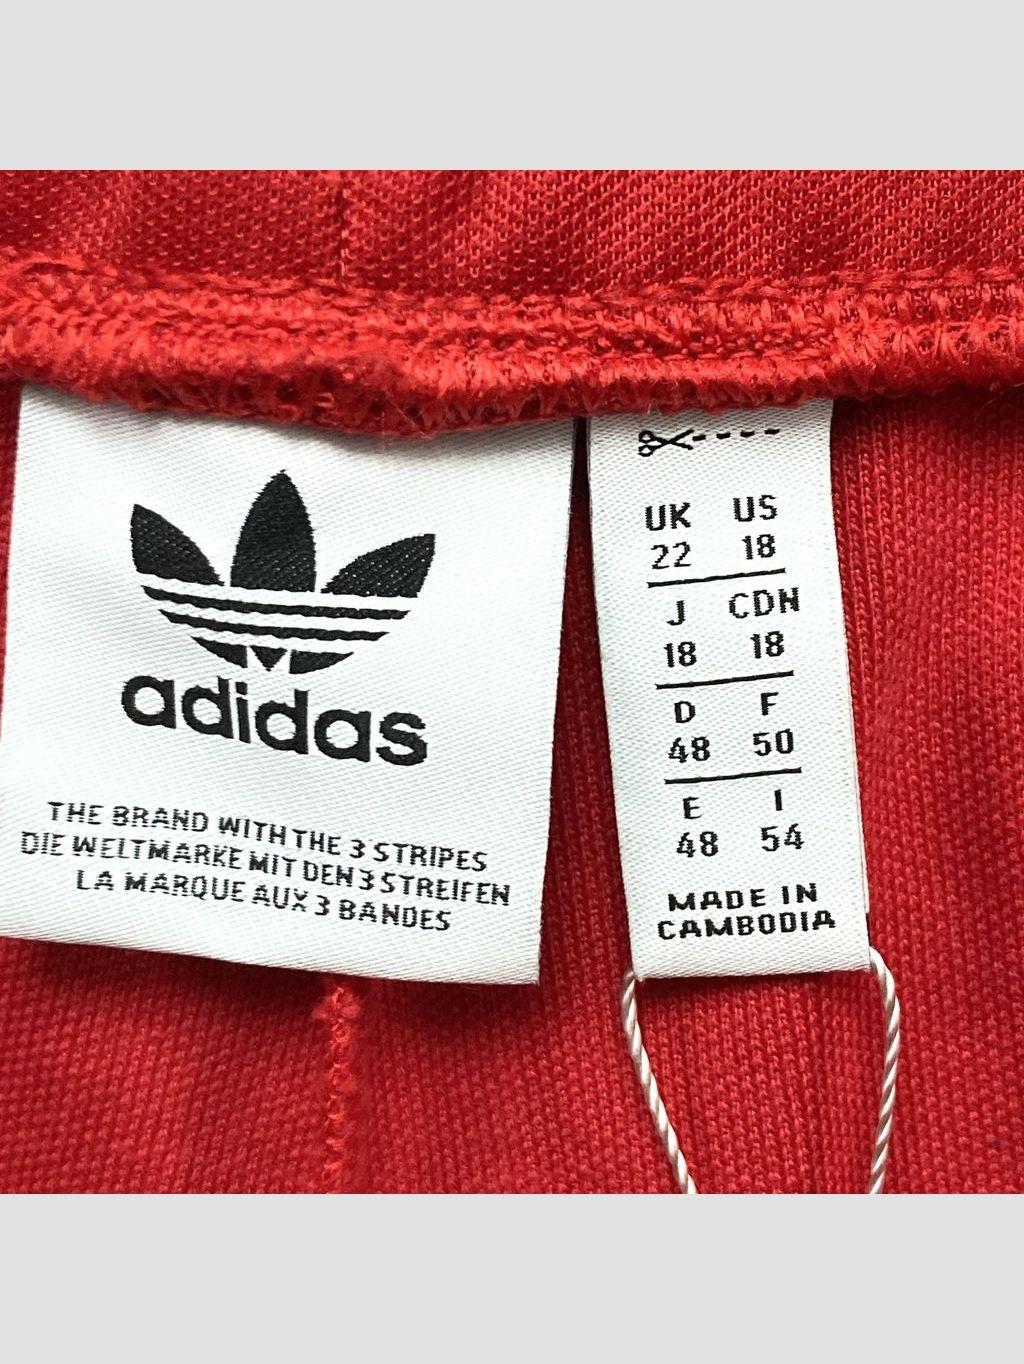 adidas
THE BRAND WITH THE 3 STRIPES
DIE WELTMARKE MIT DEN 3 STREIFEN
LA MARQUE AUX 3 BANDES
UK US
22 18
J CDN
18 18
D F
48 50
E I
48 54
MADE IN
CAMBODIA